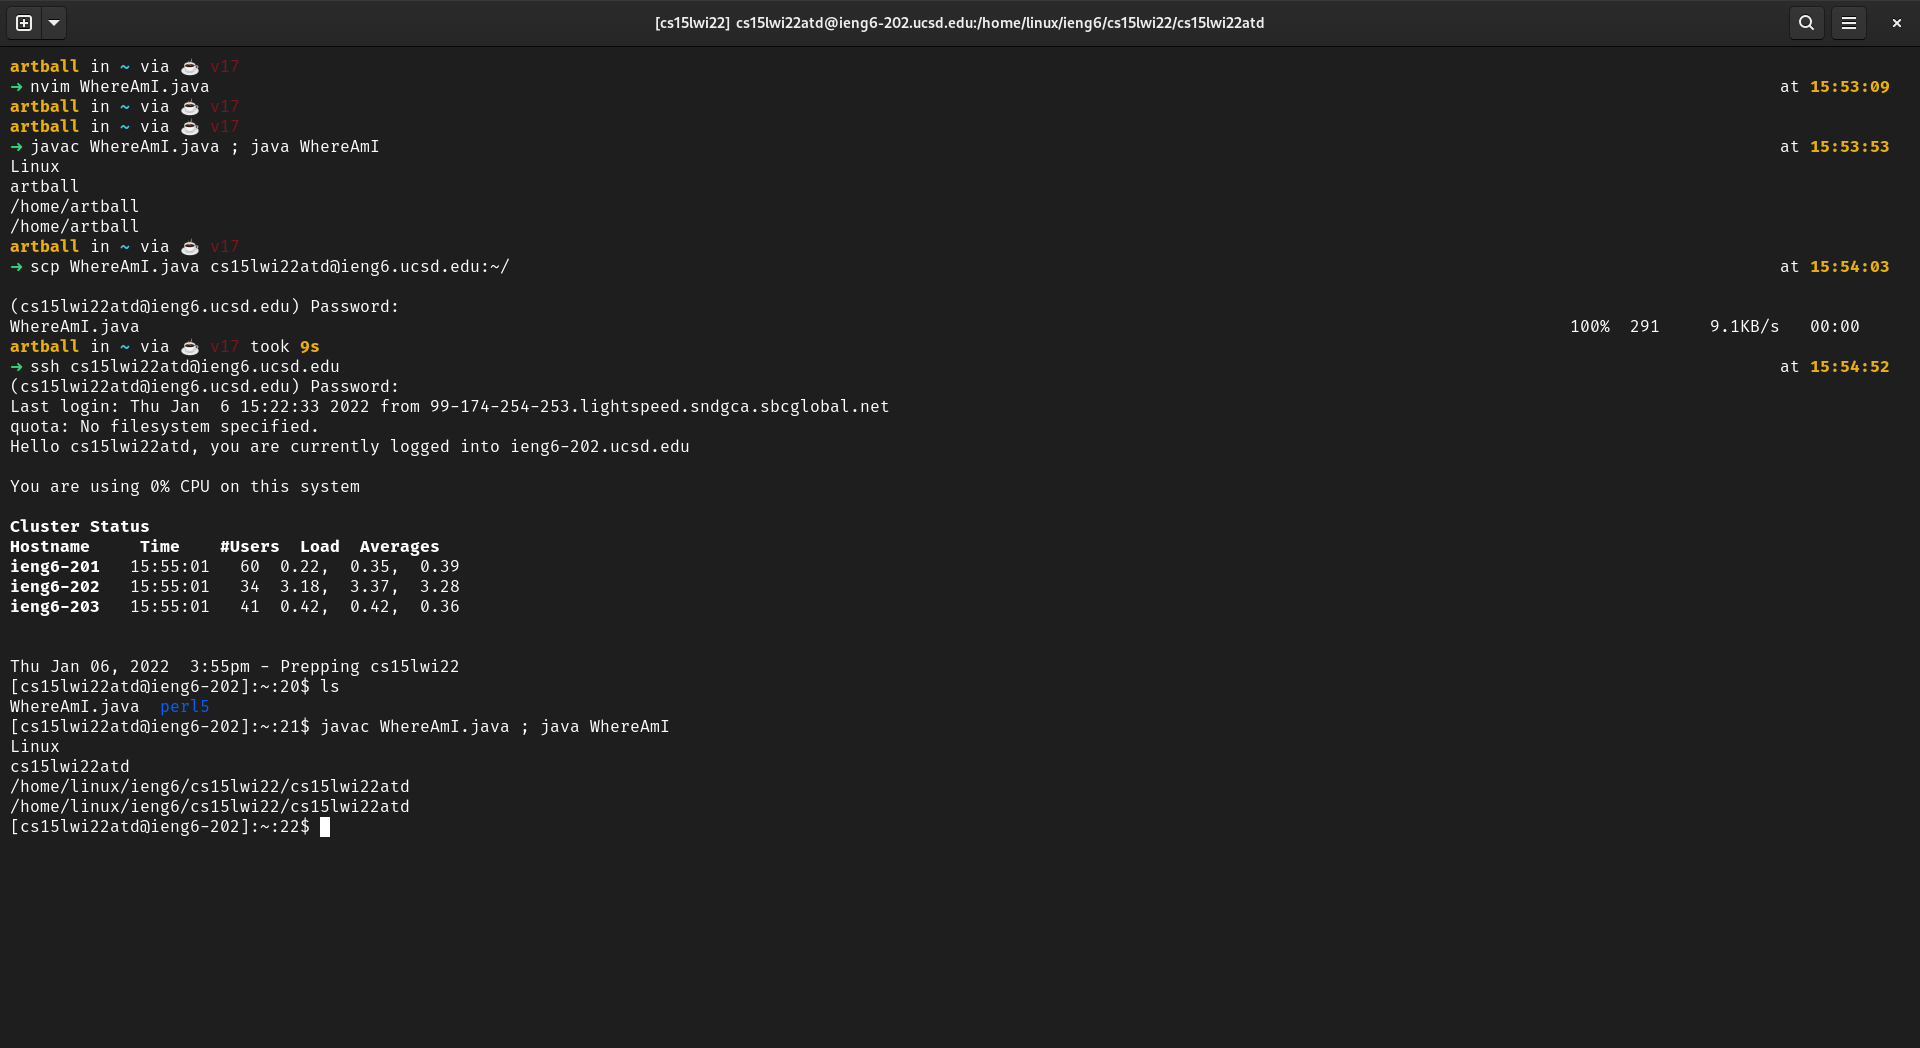 [cs15lwi22] cs15lwi22atd@ieng6-202.ucsd.edu:/home/linux/ieng6/cs15lwi22/cs15lwi22atd
artball in ~ via ☕ v17
➜ nvim WhereAmI.java at 15:53:09
artball in ~ via ☕ v17
artball in ~ via ☕ v17
➜ javac WhereAmI.java ; java WhereAmI at 15:53:53
Linux
artball
/home/artball
/home/artball
artball in ~ via ☕ v17
➜ scp WhereAmI.java cs15lwi22atd@ieng6.ucsd.edu:~/ at 15:54:03
(cs15lwi22atd@ieng6.ucsd.edu) Password:
WhereAmI.java 100% 291 9.1KB/s 00:00
artball in ~ via ☕ v17 took 9s
➜ ssh cs15lwi22atd@ieng6.ucsd.edu at 15:54:52
(cs15lwi22atd@ieng6.ucsd.edu) Password:
Last login: Thu Jan  6 15:22:33 2022 from 99-174-254-253.lightspeed.sndgca.sbcglobal.net
quota: No filesystem specified.
Hello cs15lwi22atd, you are currently logged into ieng6-202.ucsd.edu
You are using 0% CPU on this system
Cluster Status
Hostname     Time    #Users  Load  Averages
ieng6-201   15:55:01   60  0.22,  0.35,  0.39
ieng6-202   15:55:01   34  3.18,  3.37,  3.28
ieng6-203   15:55:01   41  0.42,  0.42,  0.36
Thu Jan 06, 2022  3:55pm - Prepping cs15lwi22
[cs15lwi22atd@ieng6-202]:~:20$ ls
WhereAmI.java  perl5
[cs15lwi22atd@ieng6-202]:~:21$ javac WhereAmI.java ; java WhereAmI
Linux
cs15lwi22atd
/home/linux/ieng6/cs15lwi22/cs15lwi22atd
/home/linux/ieng6/cs15lwi22/cs15lwi22atd
[cs15lwi22atd@ieng6-202]:~:22$